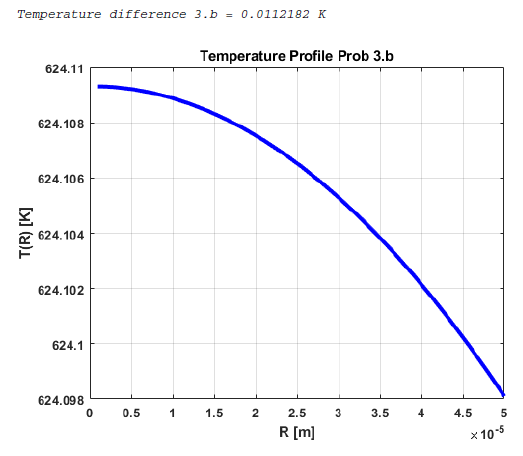 Temperature difference 3.b = 0.0112182 K
Temperature Profile Prob 3.b
624.11
624.108
624.106
624.104
624.102
624.1
624.098
T(R) [K]
0 0.5 1 1.5 2 2.5 3 3.5 4 4.5 5
R [m]
×10⁻⁵